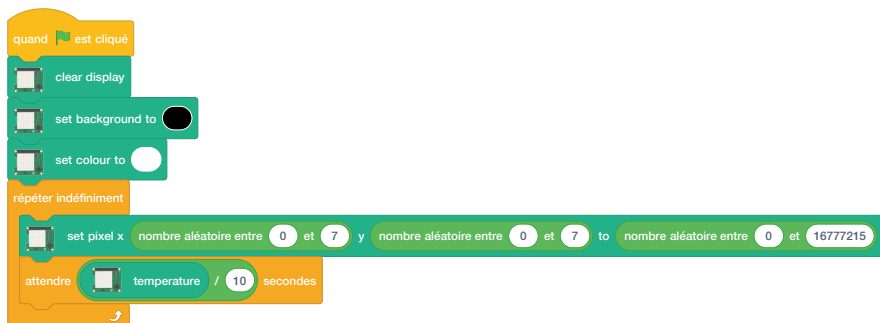 quand est cliqué
clear display
set background to
set colour to
répéter indéfiniment
set pixel x nombre aléatoire entre 0 et 7 y nombre aléatoire entre 0 et 7 to nombre aléatoire entre 0 et 16777215
attendre temperature / 10 secondes